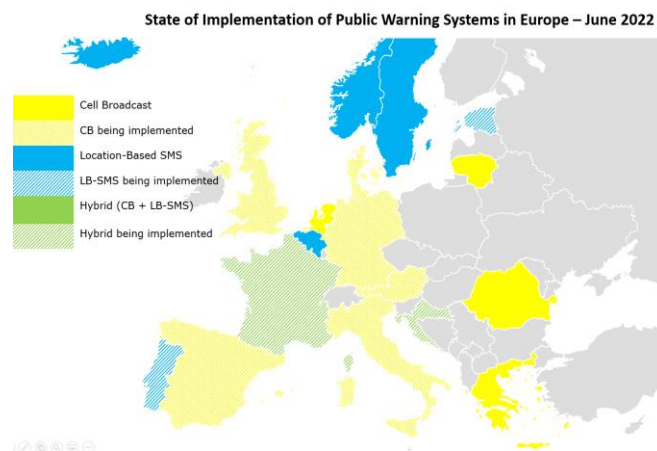 State of Implementation of Public Warning Systems in Europe – June 2022
Cell Broadcast
CB being implemented
Location-Based SMS
LB-SMS being implemented
Hybrid (CB + LB-SMS)
Hybrid being implemented